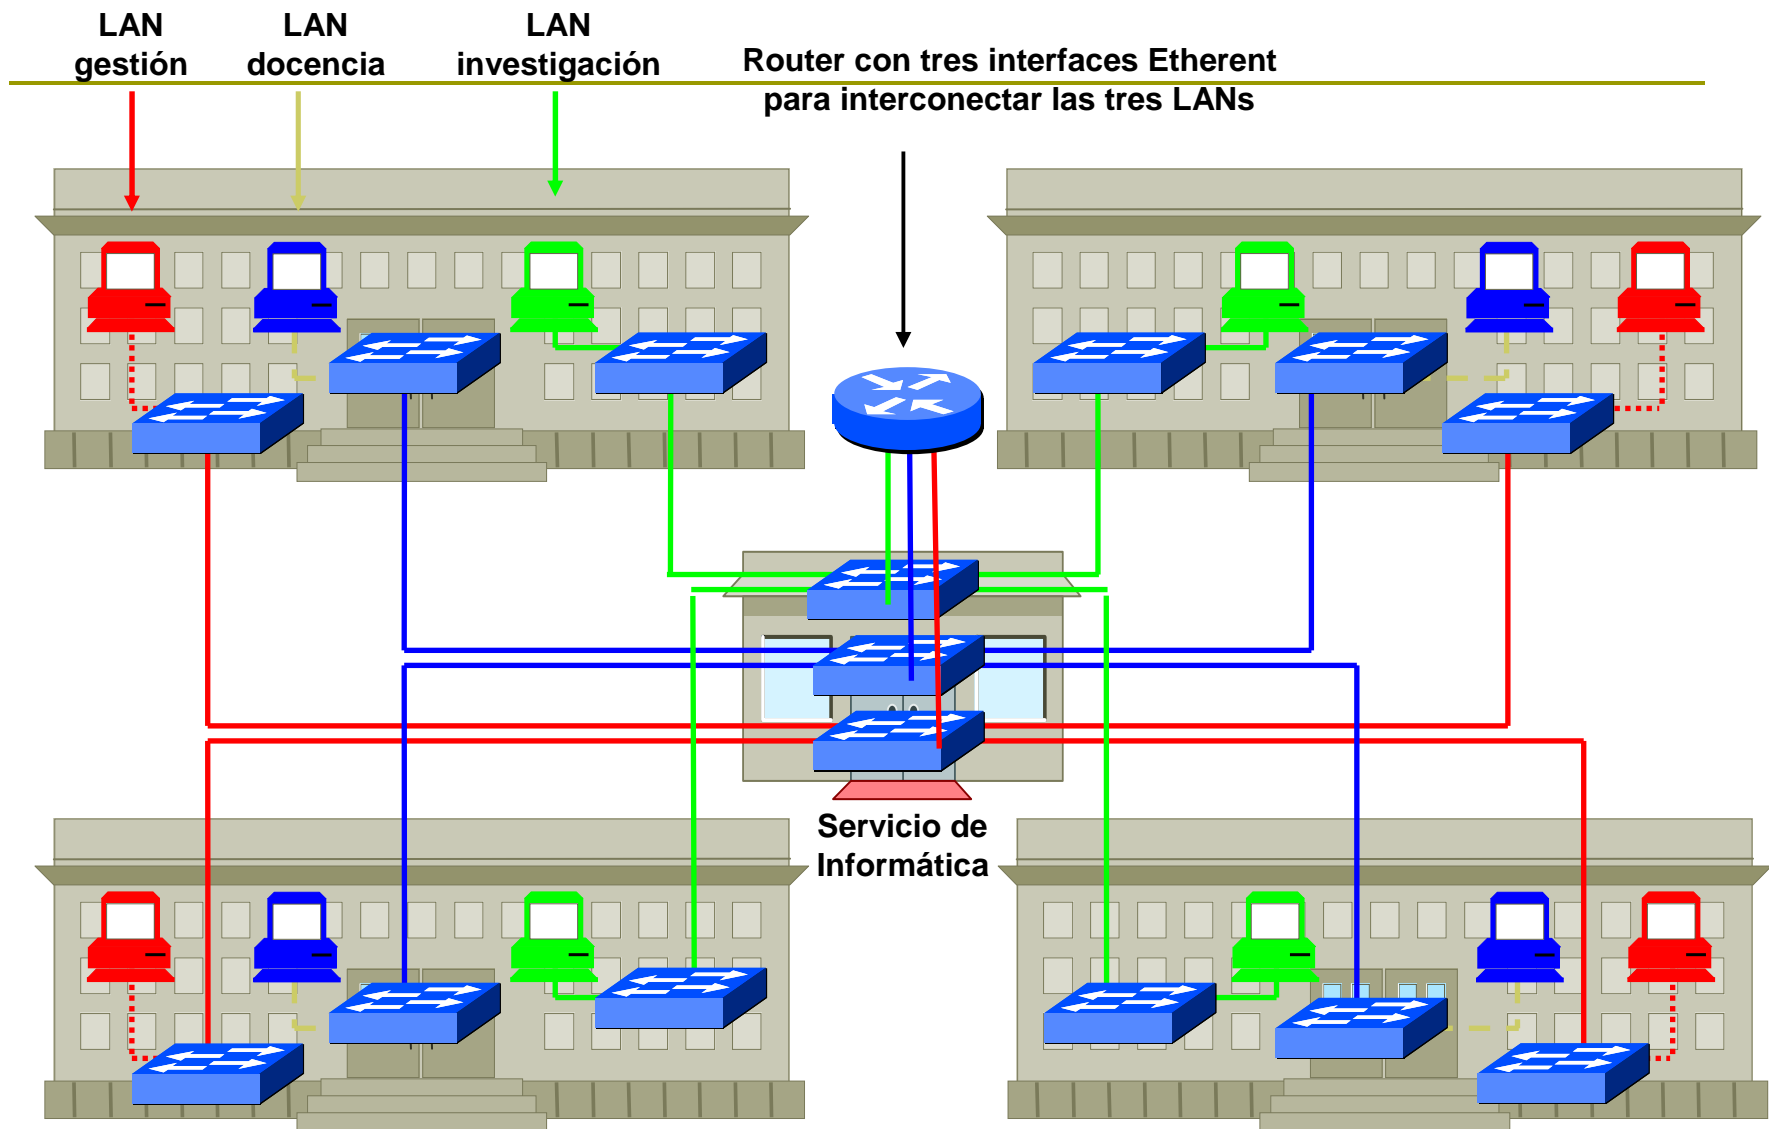 LAN
gestión
LAN
docencia
LAN
investigación
Router con tres interfaces Etherent
para interconectar las tres LANs
Servicio de
Informática